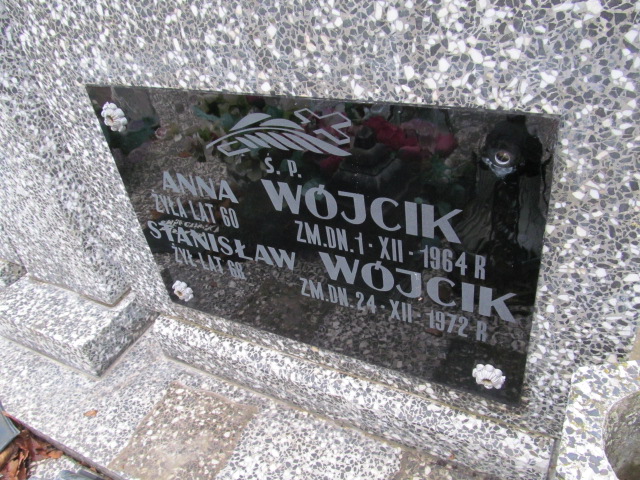 Ś. P.
ANNA WÓJCIK
ŻYŁA LAT 60 ZM. DN. 1 · XII - 1964 R
STANISŁAW WÓJCIK
ŻYŁ LAT 68 ZM. DN. 24 · XII - 1972 R